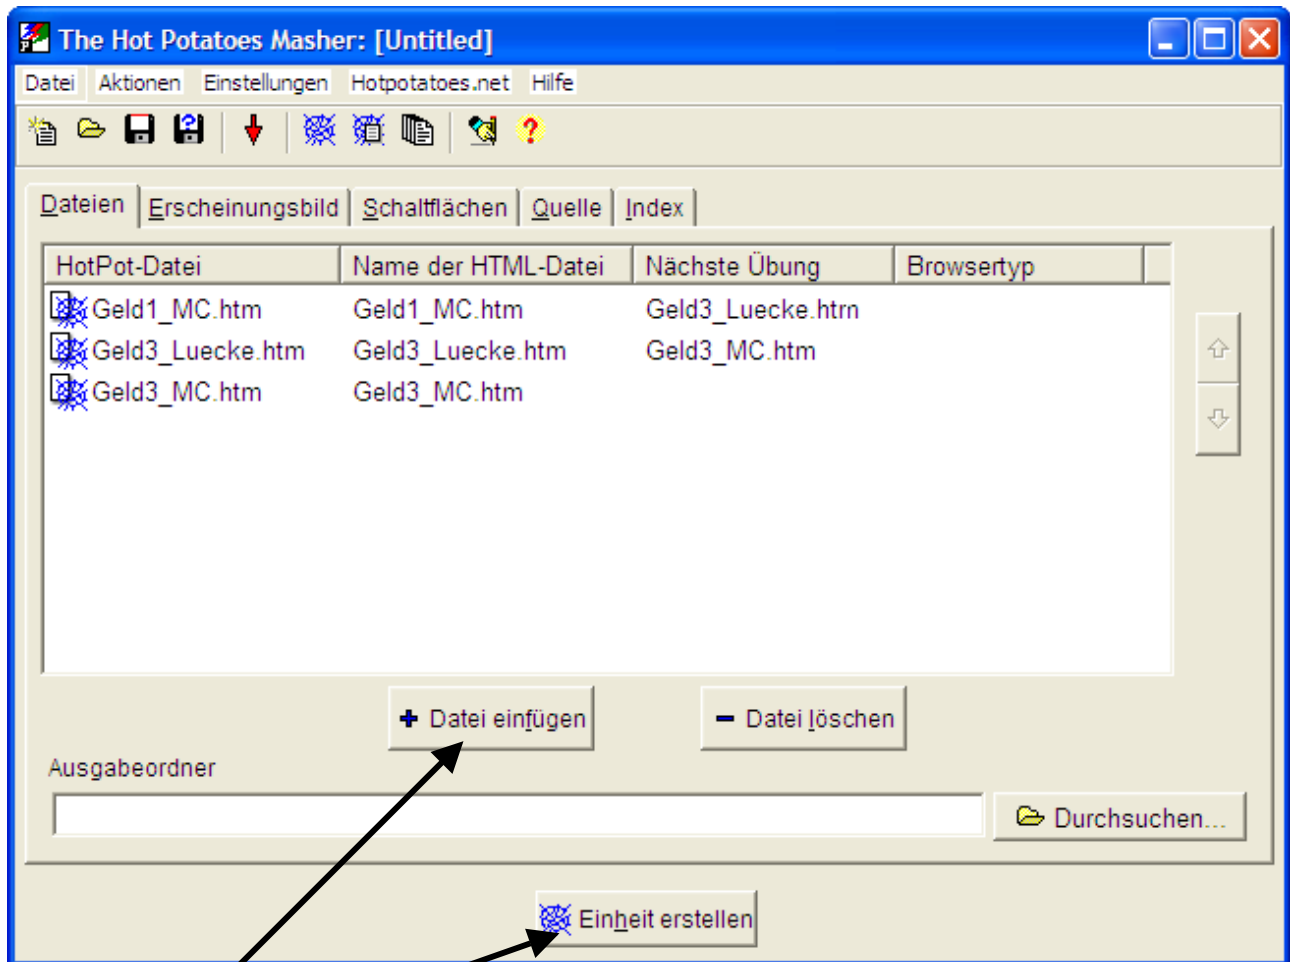 The Hot Potatoes Masher: [Untitled]
Datei Aktionen Einstellungen Hotpotatoes.net Hilfe
Dateien Erscheinungsbild Schaltflächen Quelle Index
HotPot-Datei Name der HTML-Datei Nächste Übung Browsertyp
Geld1_MC.htm Geld1_MC.htm Geld3_Luecke.htm
Geld3_Luecke.htm Geld3_Luecke.htm Geld3_MC.htm
Geld3_MC.htm Geld3_MC.htm
+ Datei einfügen - Datei löschen
Ausgabeordner
Durchsuchen...
Einheit erstellen